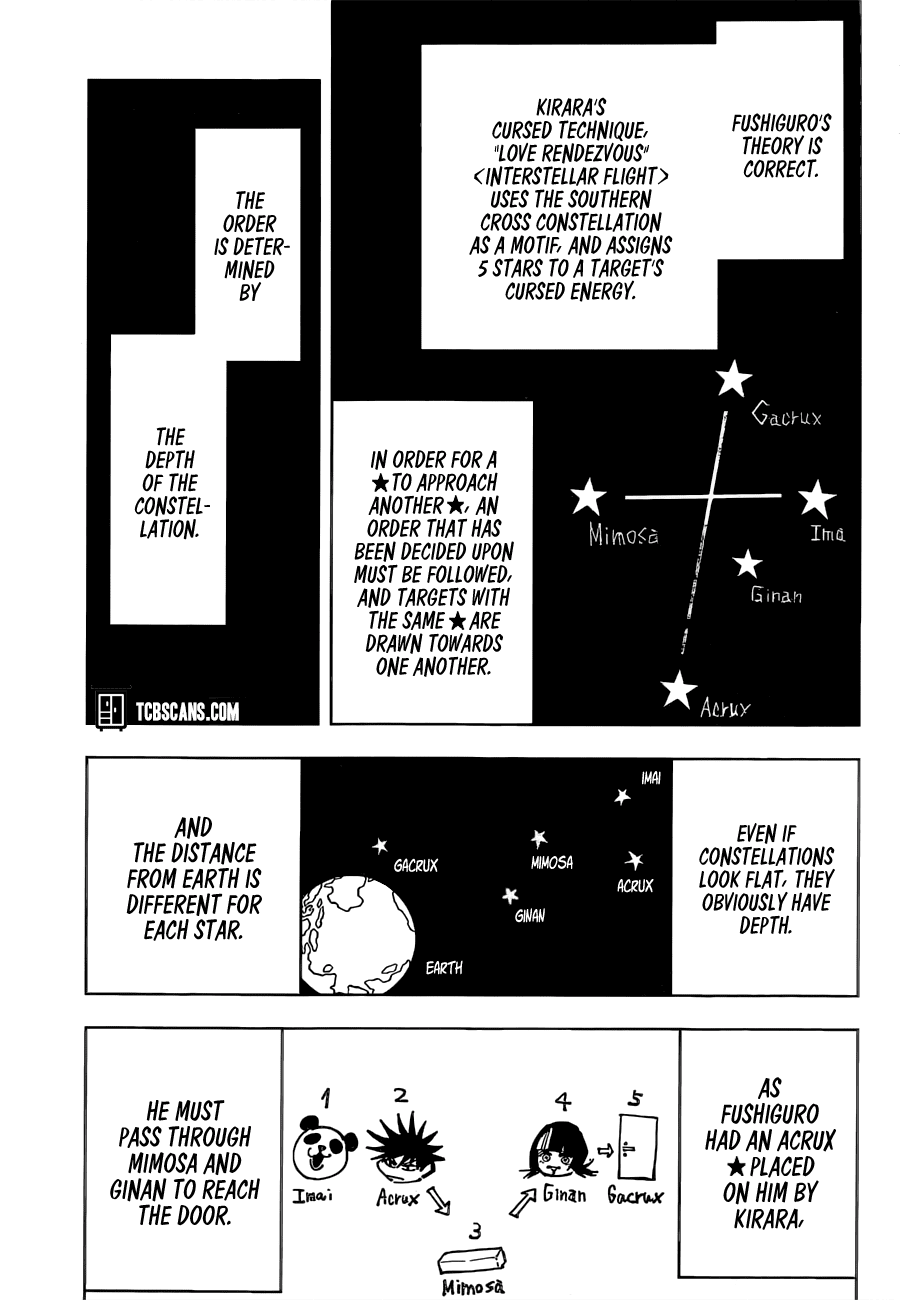 FUSHIGURO'S
THEORY IS
CORRECT.
KIRARA'S
CURSED TECHNIQUE,
"LOVE RENDEZVOUS"
<INTERSTELLAR FLIGHT>
USES THE SOUTHERN
CROSS CONSTELLATION
AS A MOTIF, AND ASSIGNS
5 STARS TO A TARGET'S
CURSED ENERGY.
Gacrux
Mimosa
Ima
Ginan
Acrux
IN ORDER FOR A
★ TO APPROACH
ANOTHER ★, AN
ORDER THAT HAS
BEEN DECIDED UPON
MUST BE FOLLOWED,
AND TARGETS WITH
THE SAME ★ ARE
DRAWN TOWARDS
ONE ANOTHER.
THE
ORDER
IS DETER-
MINED
BY
THE
DEPTH
OF THE
CONSTEL-
LATION.
TCBSCANS.COM
EVEN IF
CONSTELLATIONS
LOOK FLAT, THEY
OBVIOUSLY HAVE
DEPTH.
IMAI
GACRUX
MIMOSA
ACRUX
GINAN
EARTH
AND
THE DISTANCE
FROM EARTH IS
DIFFERENT FOR
EACH STAR.
AS
FUSHIGURO
HAD AN ACRUX
★ PLACED
ON HIM BY
KIRARA,
1 2 4 5
Imai Acrux Ginan Gacrux
3
Mimosa
HE MUST
PASS THROUGH
MIMOSA AND
GINAN TO REACH
THE DOOR.